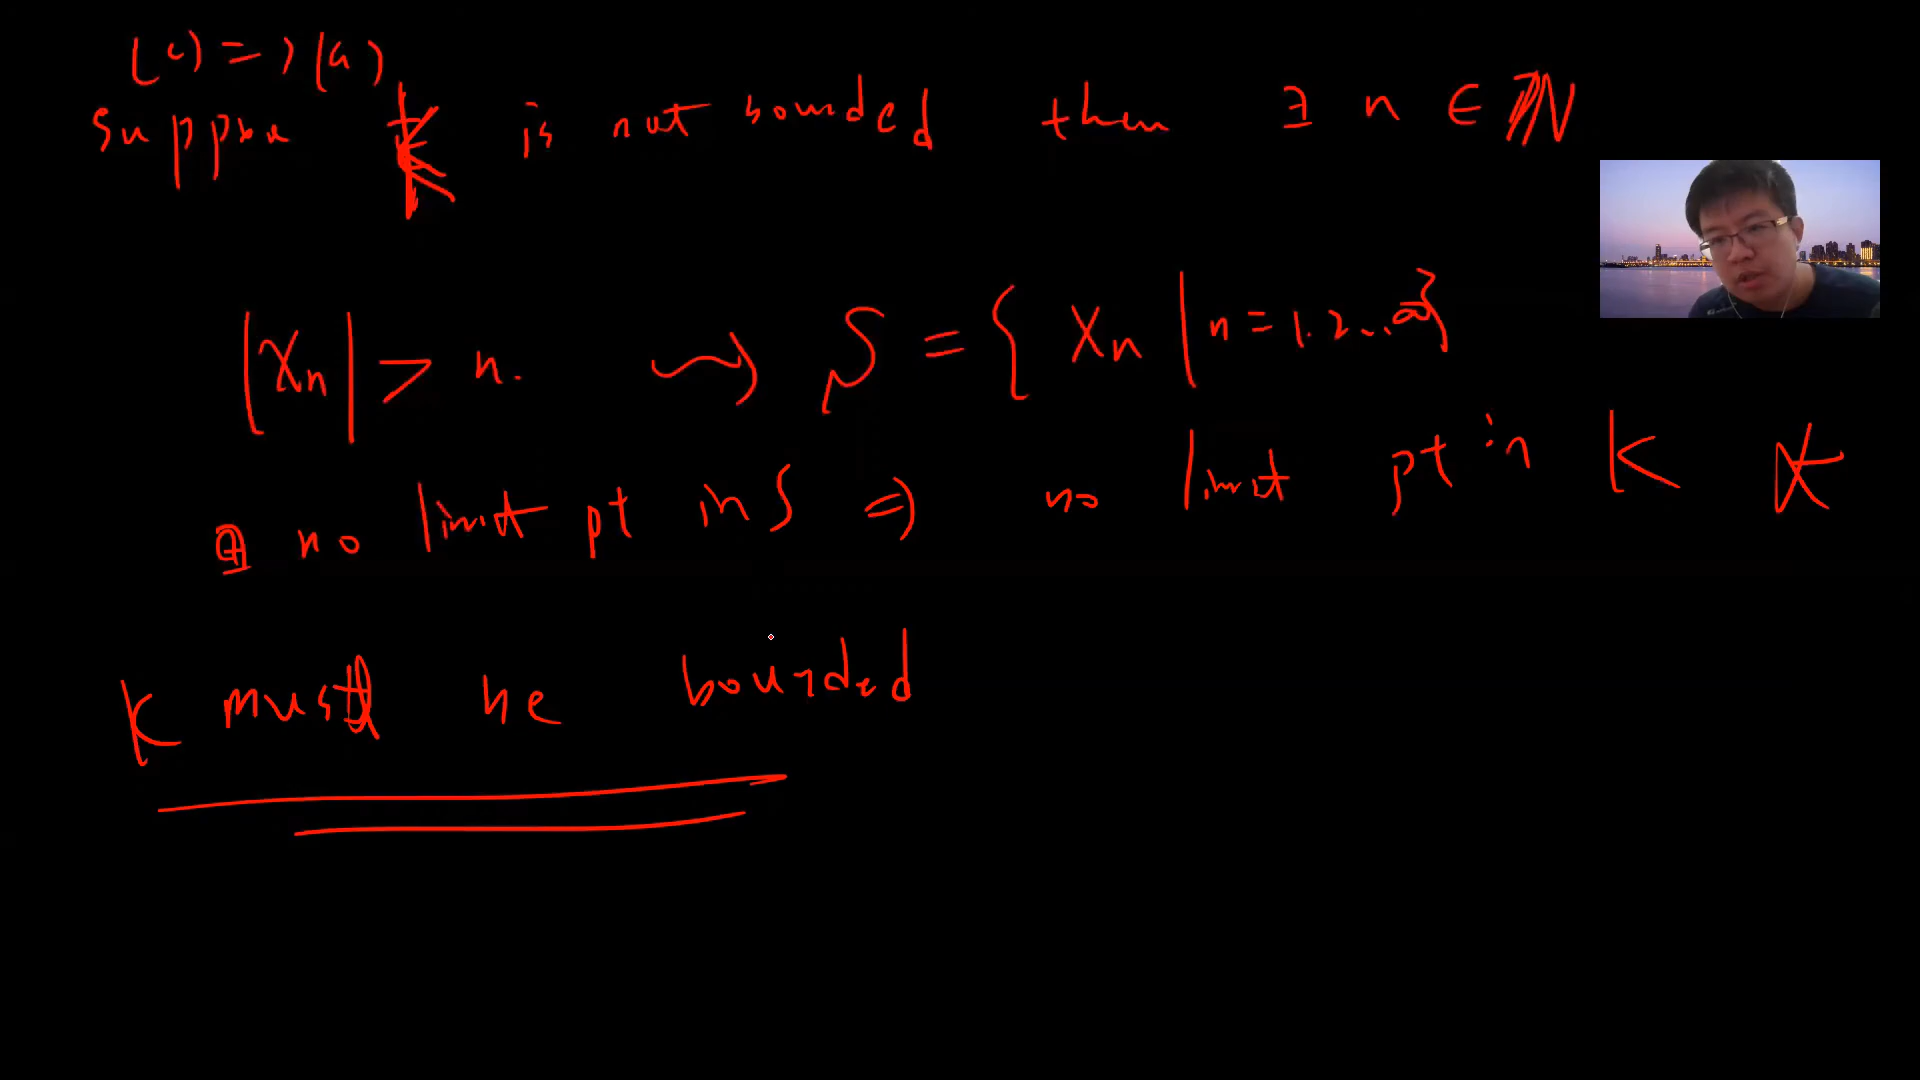 (c) => (a)
Suppose K is not bounded then ∃ n ∈ N
|Xn| > n. ⇝ S = { Xn | n = 1.2...∞}
no limit pt in S => no limit pt in K
K must be bounded